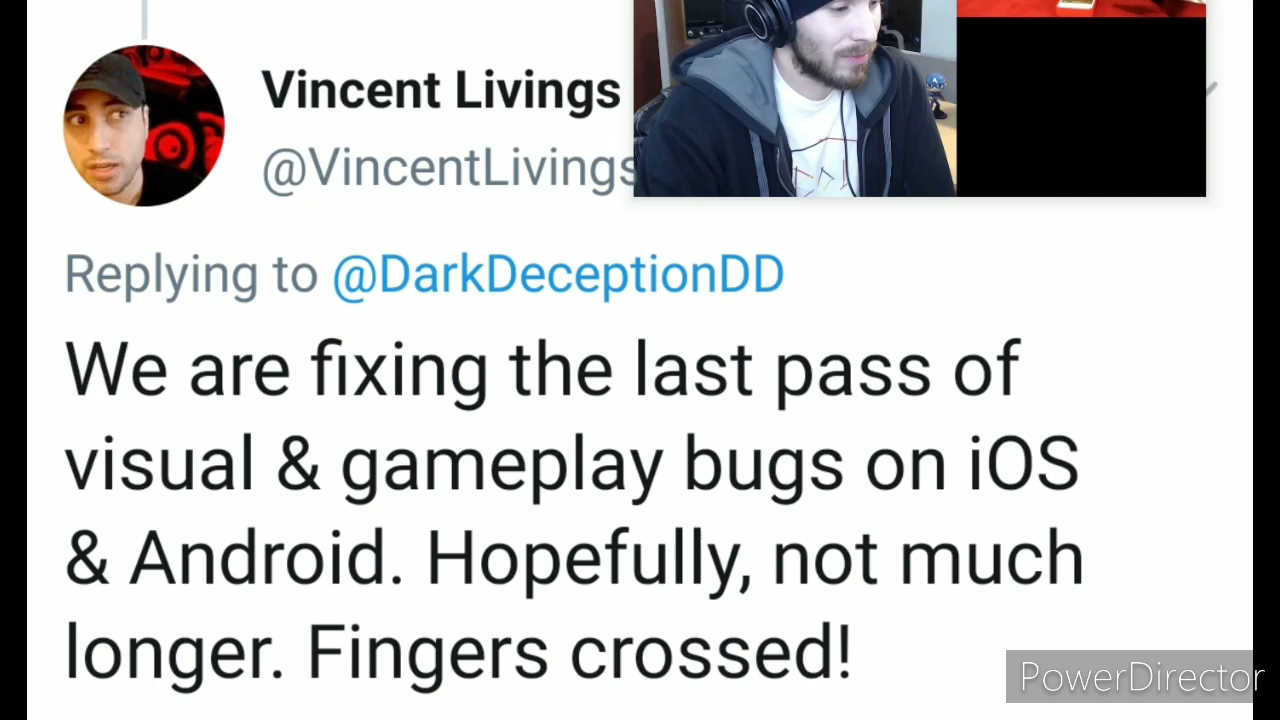 Vincent Livings
@VincentLivings
Replying to @DarkDeceptionDD
We are fixing the last pass of
visual & gameplay bugs on iOS
& Android. Hopefully, not much
longer. Fingers crossed!
PowerDirector